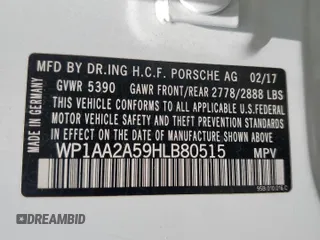 MFD BY DR.ING H.C.F. PORSCHE AG 02/17
GVWR 5390 GAWR FRONT/REAR 2778/2888 LBS
MADE IN GERMANY
THIS VEHICLE CONFORMS TO ALL APPLICABLE U.S.
FEDERAL MOTOR VEHICLE SAFETY, BUMPER, AND
THEFT PREVENTION STANDARDS IN EFFECT ON THE
DATE OF MANUFACTURE SHOWN ABOVE.
WP1AA2A59HLB80515 MPV
DREAMBID